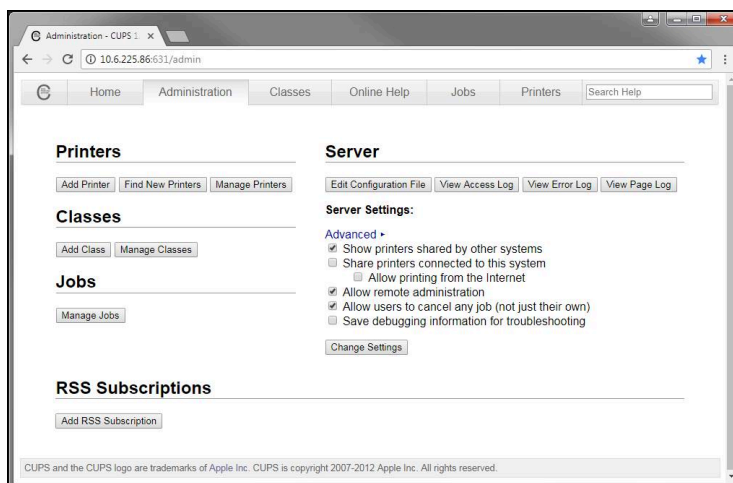 Administration - CUPS 1
10.6.225.86:631/admin
Home Administration Classes Online Help Jobs Printers Search Help
Printers
Add Printer Find New Printers Manage Printers
Classes
Add Class Manage Classes
Jobs
Manage Jobs
Server
Edit Configuration File View Access Log View Error Log View Page Log
Server Settings:
Advanced
Show printers shared by other systems
Share printers connected to this system
Allow printing from the Internet
Allow remote administration
Allow users to cancel any job (not just their own)
Save debugging information for troubleshooting
Change Settings
RSS Subscriptions
Add RSS Subscription
CUPS and the CUPS logo are trademarks of Apple Inc. CUPS is copyright 2007-2012 Apple Inc. All rights reserved.